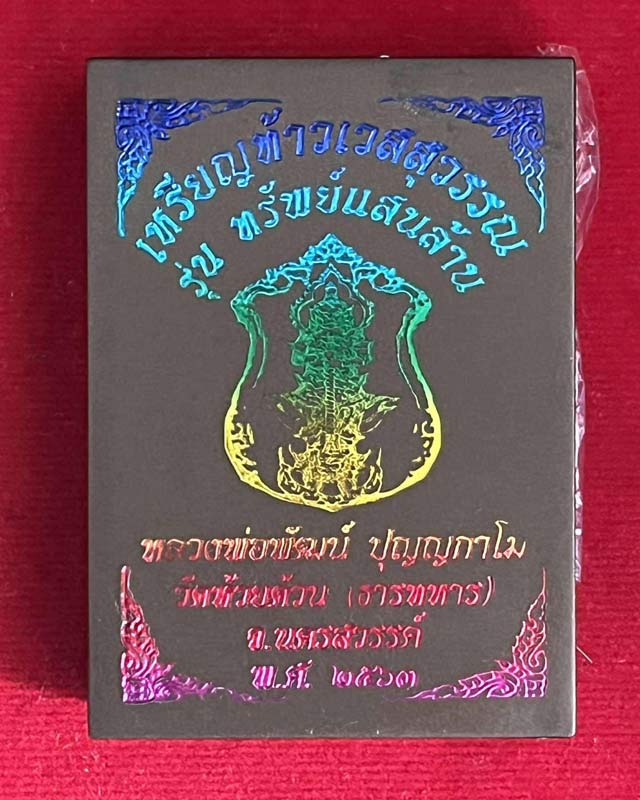 เหรียญท้าวเวสสุวรรณ
รุ่น ทรัพย์แสนล้าน
หลวงพ่อพัฒน์ ปุญญกาโม
วัดห้วยด้วน (ธารทหาร)
จ.นครสวรรค์
พ.ศ. ๒๕๖๓